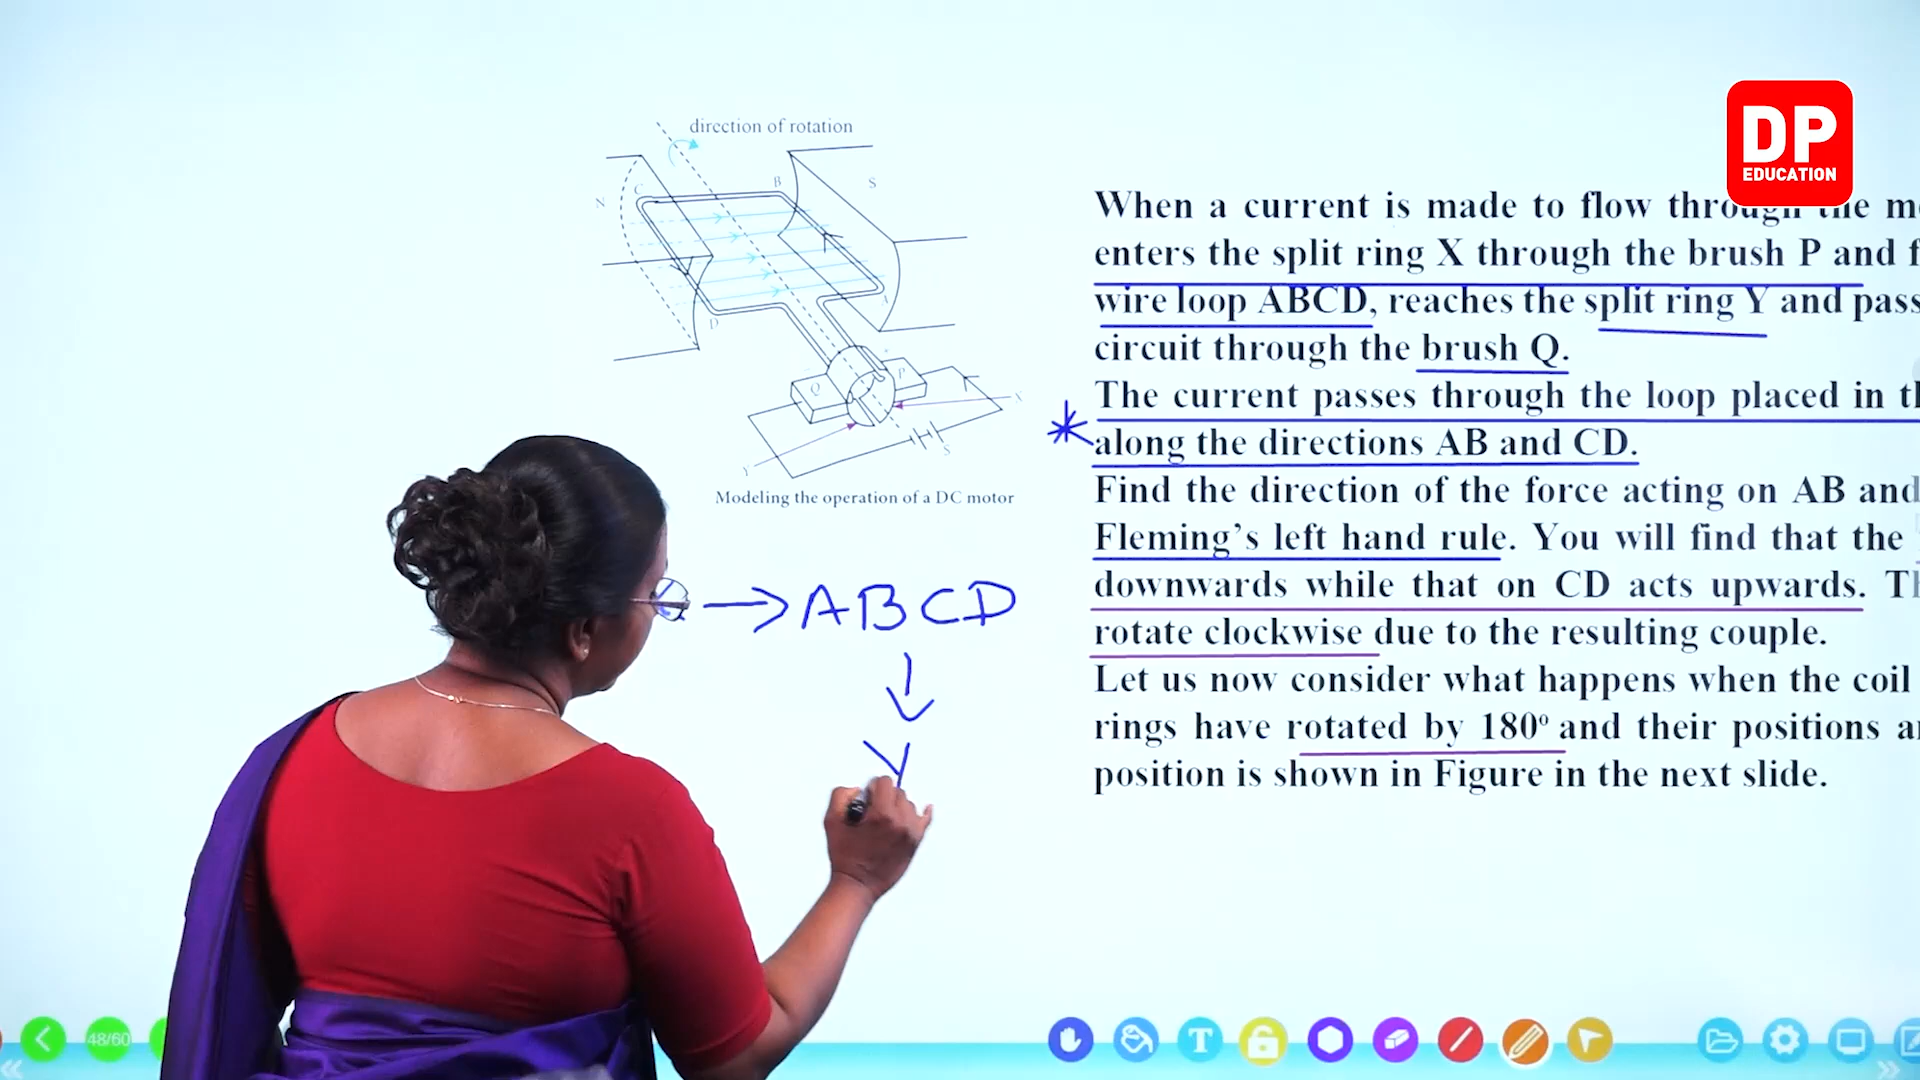 DP
EDUCATION
direction of rotation
N
C
B
S
A
D
Q
P
X
S
Y
Modeling the operation of a DC motor
When a current is made to flow through the
enters the split ring X through the brush P and
wire loop ABCD, reaches the split ring Y and
circuit through the brush Q.
The current passes through the loop placed in
along the directions AB and CD.
Find the direction of the force acting on AB and
Fleming's left hand rule. You will find that the
downwards while that on CD acts upwards.
rotate clockwise due to the resulting couple.
Let us now consider what happens when the coil
rings have rotated by 180° and their positions
position is shown in Figure in the next slide.
→ABCD
↓
Y
48/60
T